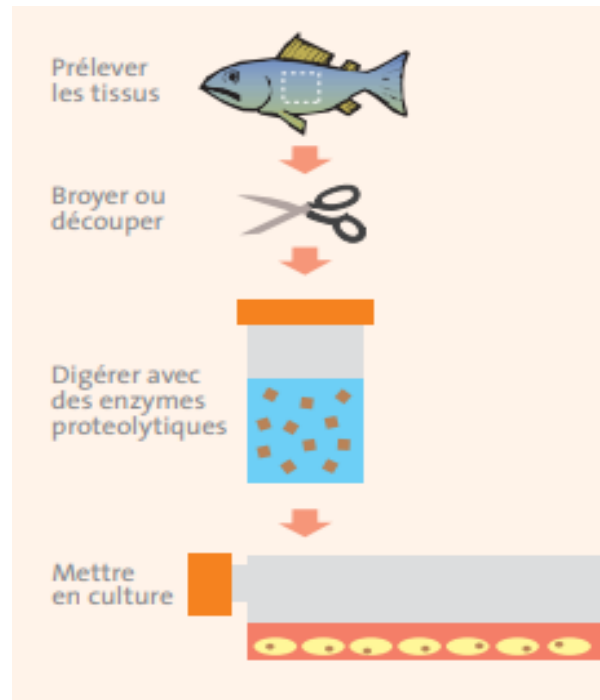 Prélever
les tissus
Broyer ou
découper
Digérer avec
des enzymes
proteolytiques
Mettre
en culture